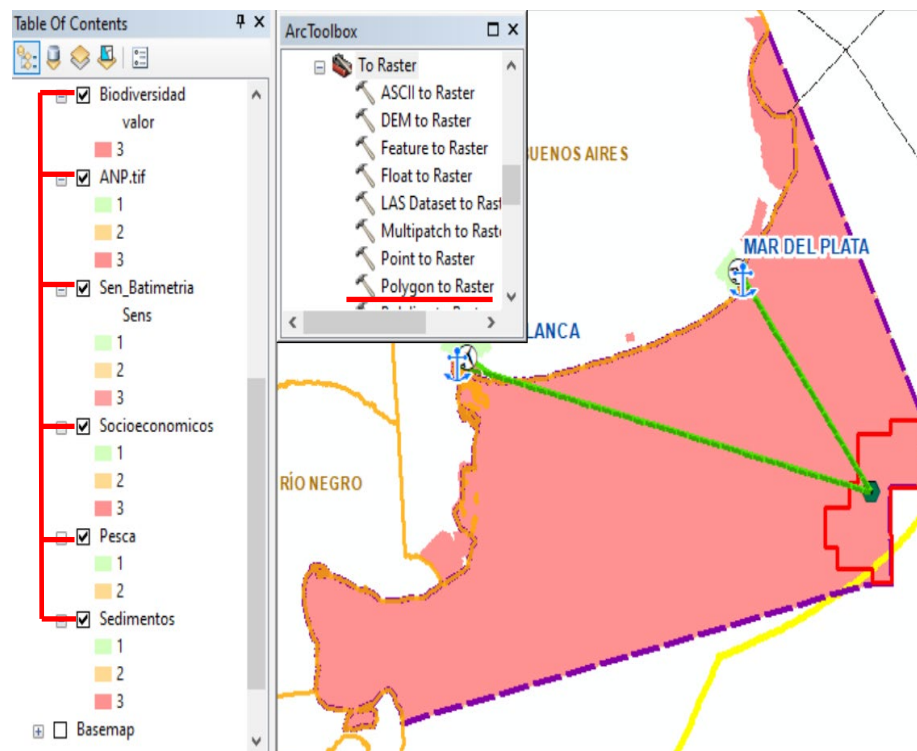 Table Of Contents
Biodiversidad
valor
3
ANP.tif
1
2
3
Sen_Batimetria
Sens
1
2
3
Socioeconomicos
1
2
3
Pesca
1
2
Sedimentos
1
2
3
Basemap
ArcToolbox
To Raster
ASCII to Raster
DEM to Raster
Feature to Raster
Float to Raster
LAS Dataset to Rast
Multipatch to Raste
Point to Raster
Polygon to Raster
BUENOS AIRES
MAR DEL PLATA
LANCA
RÍO NEGRO